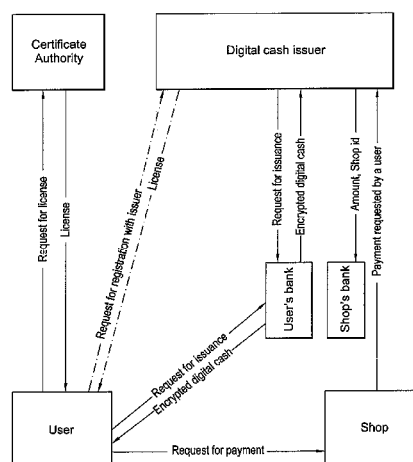 Certificate
Authority
Digital cash issuer
Request for license
License
Request for registration with issuer
License
Request for issuance
Encrypted digital cash
Amount, Shop id
Payment requested by a user
User's bank
Shop's bank
Request for issuance
Encrypted digital cash
User
Request for payment
Shop